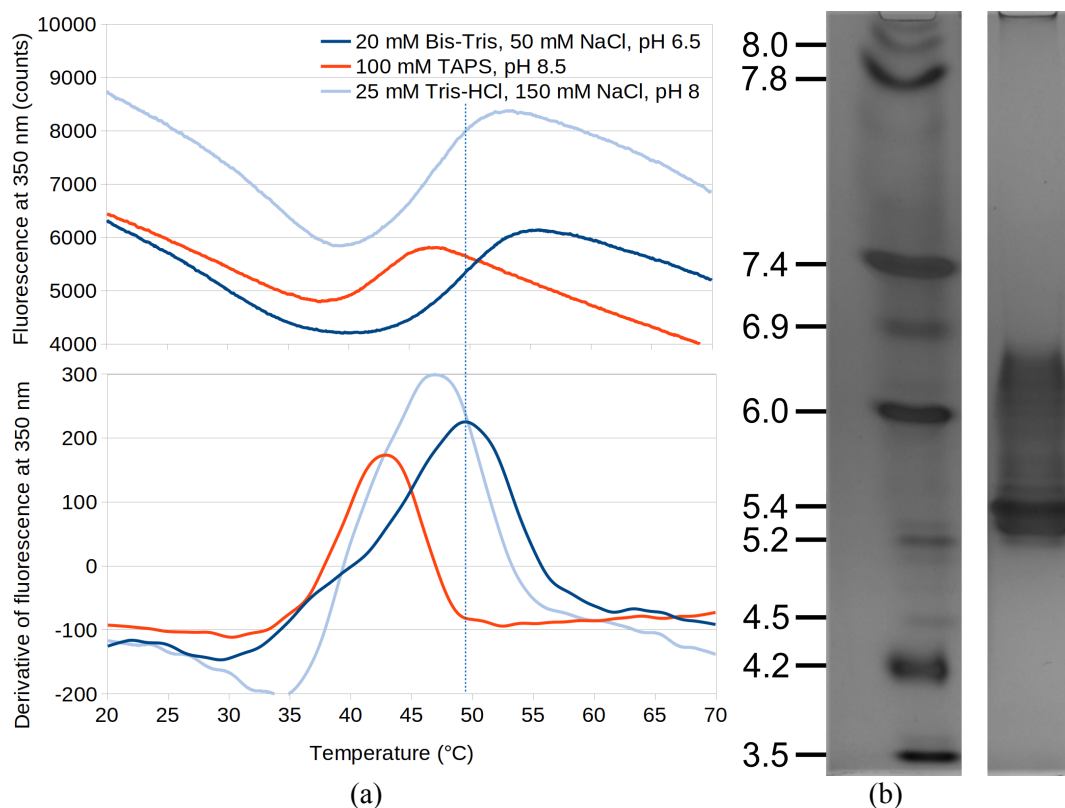 10000
9000
8000
7000
6000
5000
4000
Fluorescence at 350 nm (counts)
20 mM Bis-Tris, 50 mM NaCl, pH 6.5
100 mM TAPS, pH 8.5
25 mM Tris-HCl, 150 mM NaCl, pH 8
300
200
100
0
-100
-200
Derivative of fluorescence at 350 nm
20 25 30 35 40 45 50 55 60 65 70
Temperature (°C)
(a)
8.0
7.8
7.4
6.9
6.0
5.4
5.2
4.5
4.2
3.5
(b)